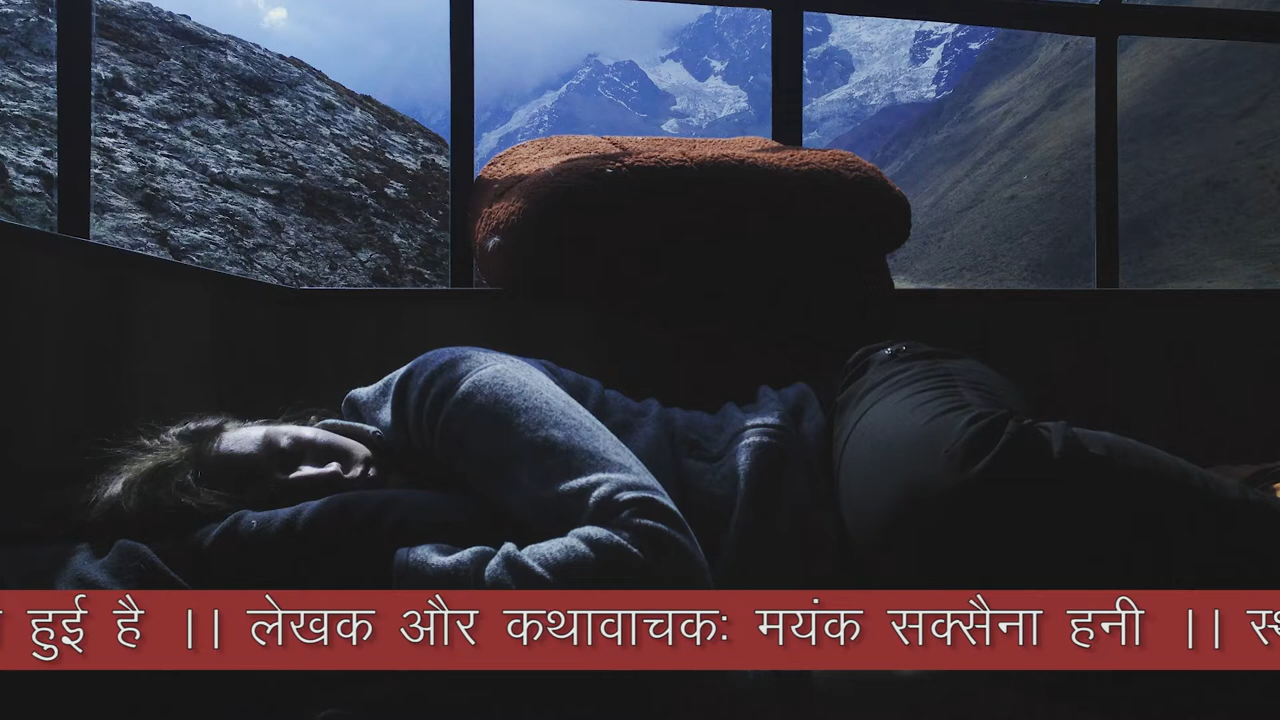 हुई है || लेखक और कथावाचक: मयंक सक्सैना हनी ||